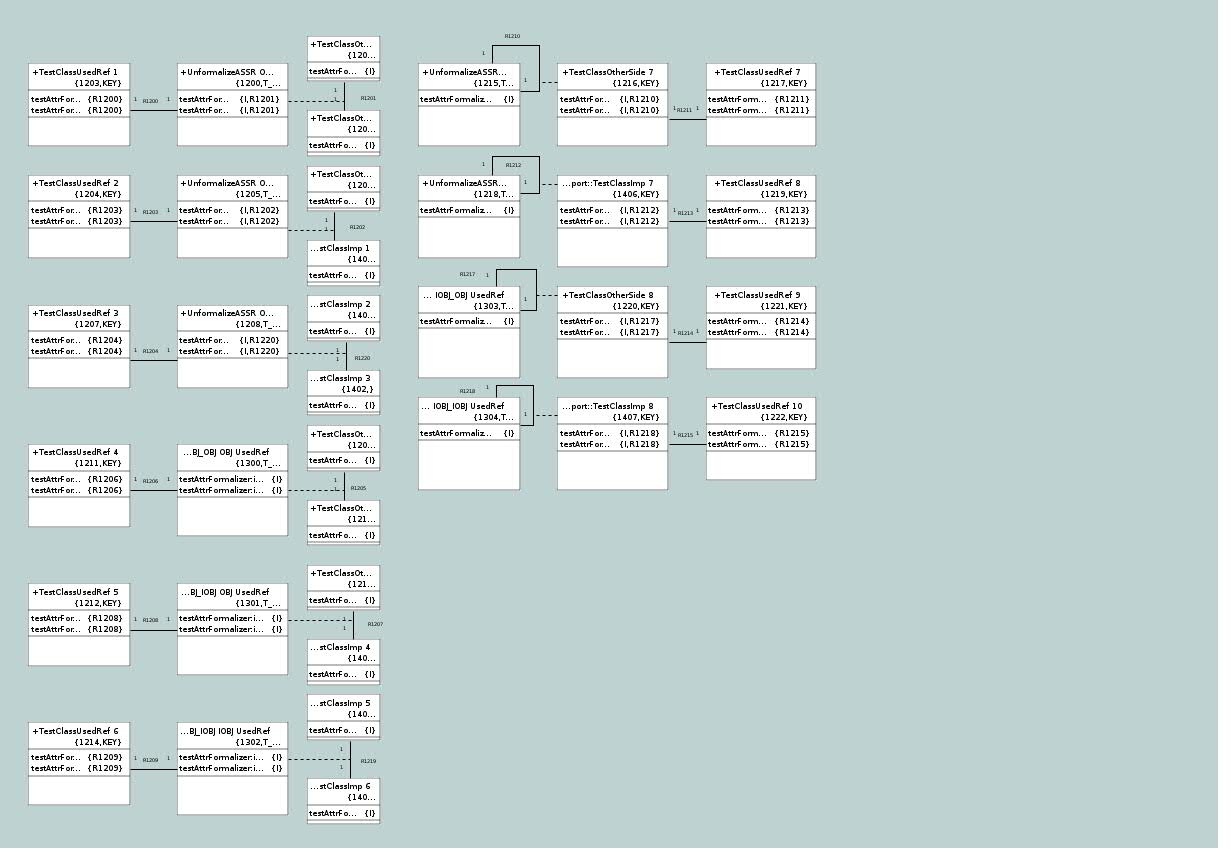 +TestClassUsedRef 1
{1203,KEY}
testAttrFor... {R1200}
testAttrFor... {R1200}
1 R1200 1
+UnformalizeASSR O...
{1200,T_...
testAttrFor... {I,R1201}
testAttrFor... {I,R1201}
+TestClassOt...
{120...
testAttrFo... {I}
1
1
R1201
+TestClassOt...
{120...
testAttrFo... {I}
+TestClassUsedRef 2
{1204,KEY}
testAttrFor... {R1203}
testAttrFor... {R1203}
1 R1203 1
+UnformalizeASSR O...
{1205,T_...
testAttrFor... {I,R1202}
testAttrFor... {I,R1202}
+TestClassOt...
{120...
testAttrFo... {I}
1
1
R1202
...stClassImp 1
{140...
testAttrFo... {I}
+TestClassUsedRef 3
{1207,KEY}
testAttrFor... {R1204}
testAttrFor... {R1204}
1 R1204 1
+UnformalizeASSR O...
{1208,T_...
testAttrFor... {I,R1220}
testAttrFor... {I,R1220}
...stClassImp 2
{140...
testAttrFo... {I}
1
1
R1220
...stClassImp 3
{1402,}
testAttrFo... {I}
+TestClassUsedRef 4
{1211,KEY}
testAttrFor... {R1206}
testAttrFor... {R1206}
1 R1206 1
...BJ_OBJ OBJ UsedRef
{1300,T_...
testAttrFormalizer:i... {I}
testAttrFormalizer:i... {I}
+TestClassOt...
{120...
testAttrFo... {I}
1
1
R1205
+TestClassOt...
{121...
testAttrFo... {I}
+TestClassUsedRef 5
{1212,KEY}
testAttrFor... {R1208}
testAttrFor... {R1208}
1 R1208 1
...BJ_IOBJ OBJ UsedRef
{1301,T_...
testAttrFormalizer:i... {I}
testAttrFormalizer:i... {I}
+TestClassOt...
{121...
testAttrFo... {I}
1
1
R1207
...stClassImp 4
{140...
testAttrFo... {I}
+TestClassUsedRef 6
{1214,KEY}
testAttrFor... {R1209}
testAttrFor... {R1209}
1 R1209 1
...BJ_IOBJ IOBJ UsedRef
{1302,T_...
testAttrFormalizer:i... {I}
testAttrFormalizer:i... {I}
...stClassImp 5
{140...
testAttrFo... {I}
1
1
R1219
...stClassImp 6
{140...
testAttrFo... {I}
R1210
1
1
+UnformalizeASSR...
{1215,T...
testAttrFormaliz... {I}
+TestClassOtherSide 7
{1216,KEY}
testAttrFor... {I,R1210}
testAttrFor... {I,R1210}
1 R1211 1
+TestClassUsedRef 7
{1217,KEY}
testAttrForm... {R1211}
testAttrForm... {R1211}
1 R1212
1
+UnformalizeASSR...
{1218,T...
testAttrFormaliz... {I}
...port::TestClassImp 7
{1406,KEY}
testAttrFor... {I,R1212}
testAttrFor... {I,R1212}
1 R1213 1
+TestClassUsedRef 8
{1219,KEY}
testAttrForm... {R1213}
testAttrForm... {R1213}
R1217 1
1
... IOBJ_OBJ UsedRef
{1303,T...
testAttrFormaliz... {I}
+TestClassOtherSide 8
{1220,KEY}
testAttrFor... {I,R1217}
testAttrFor... {I,R1217}
1 R1214 1
+TestClassUsedRef 9
{1221,KEY}
testAttrForm... {R1214}
testAttrForm... {R1214}
R1218 1
1
... IOBJ_IOBJ UsedRef
{1304,T...
testAttrFormaliz... {I}
...port::TestClassImp 8
{1407,KEY}
testAttrFor... {I,R1218}
testAttrFor... {I,R1218}
1 R1215 1
+TestClassUsedRef 10
{1222,KEY}
testAttrForm... {R1215}
testAttrForm... {R1215}